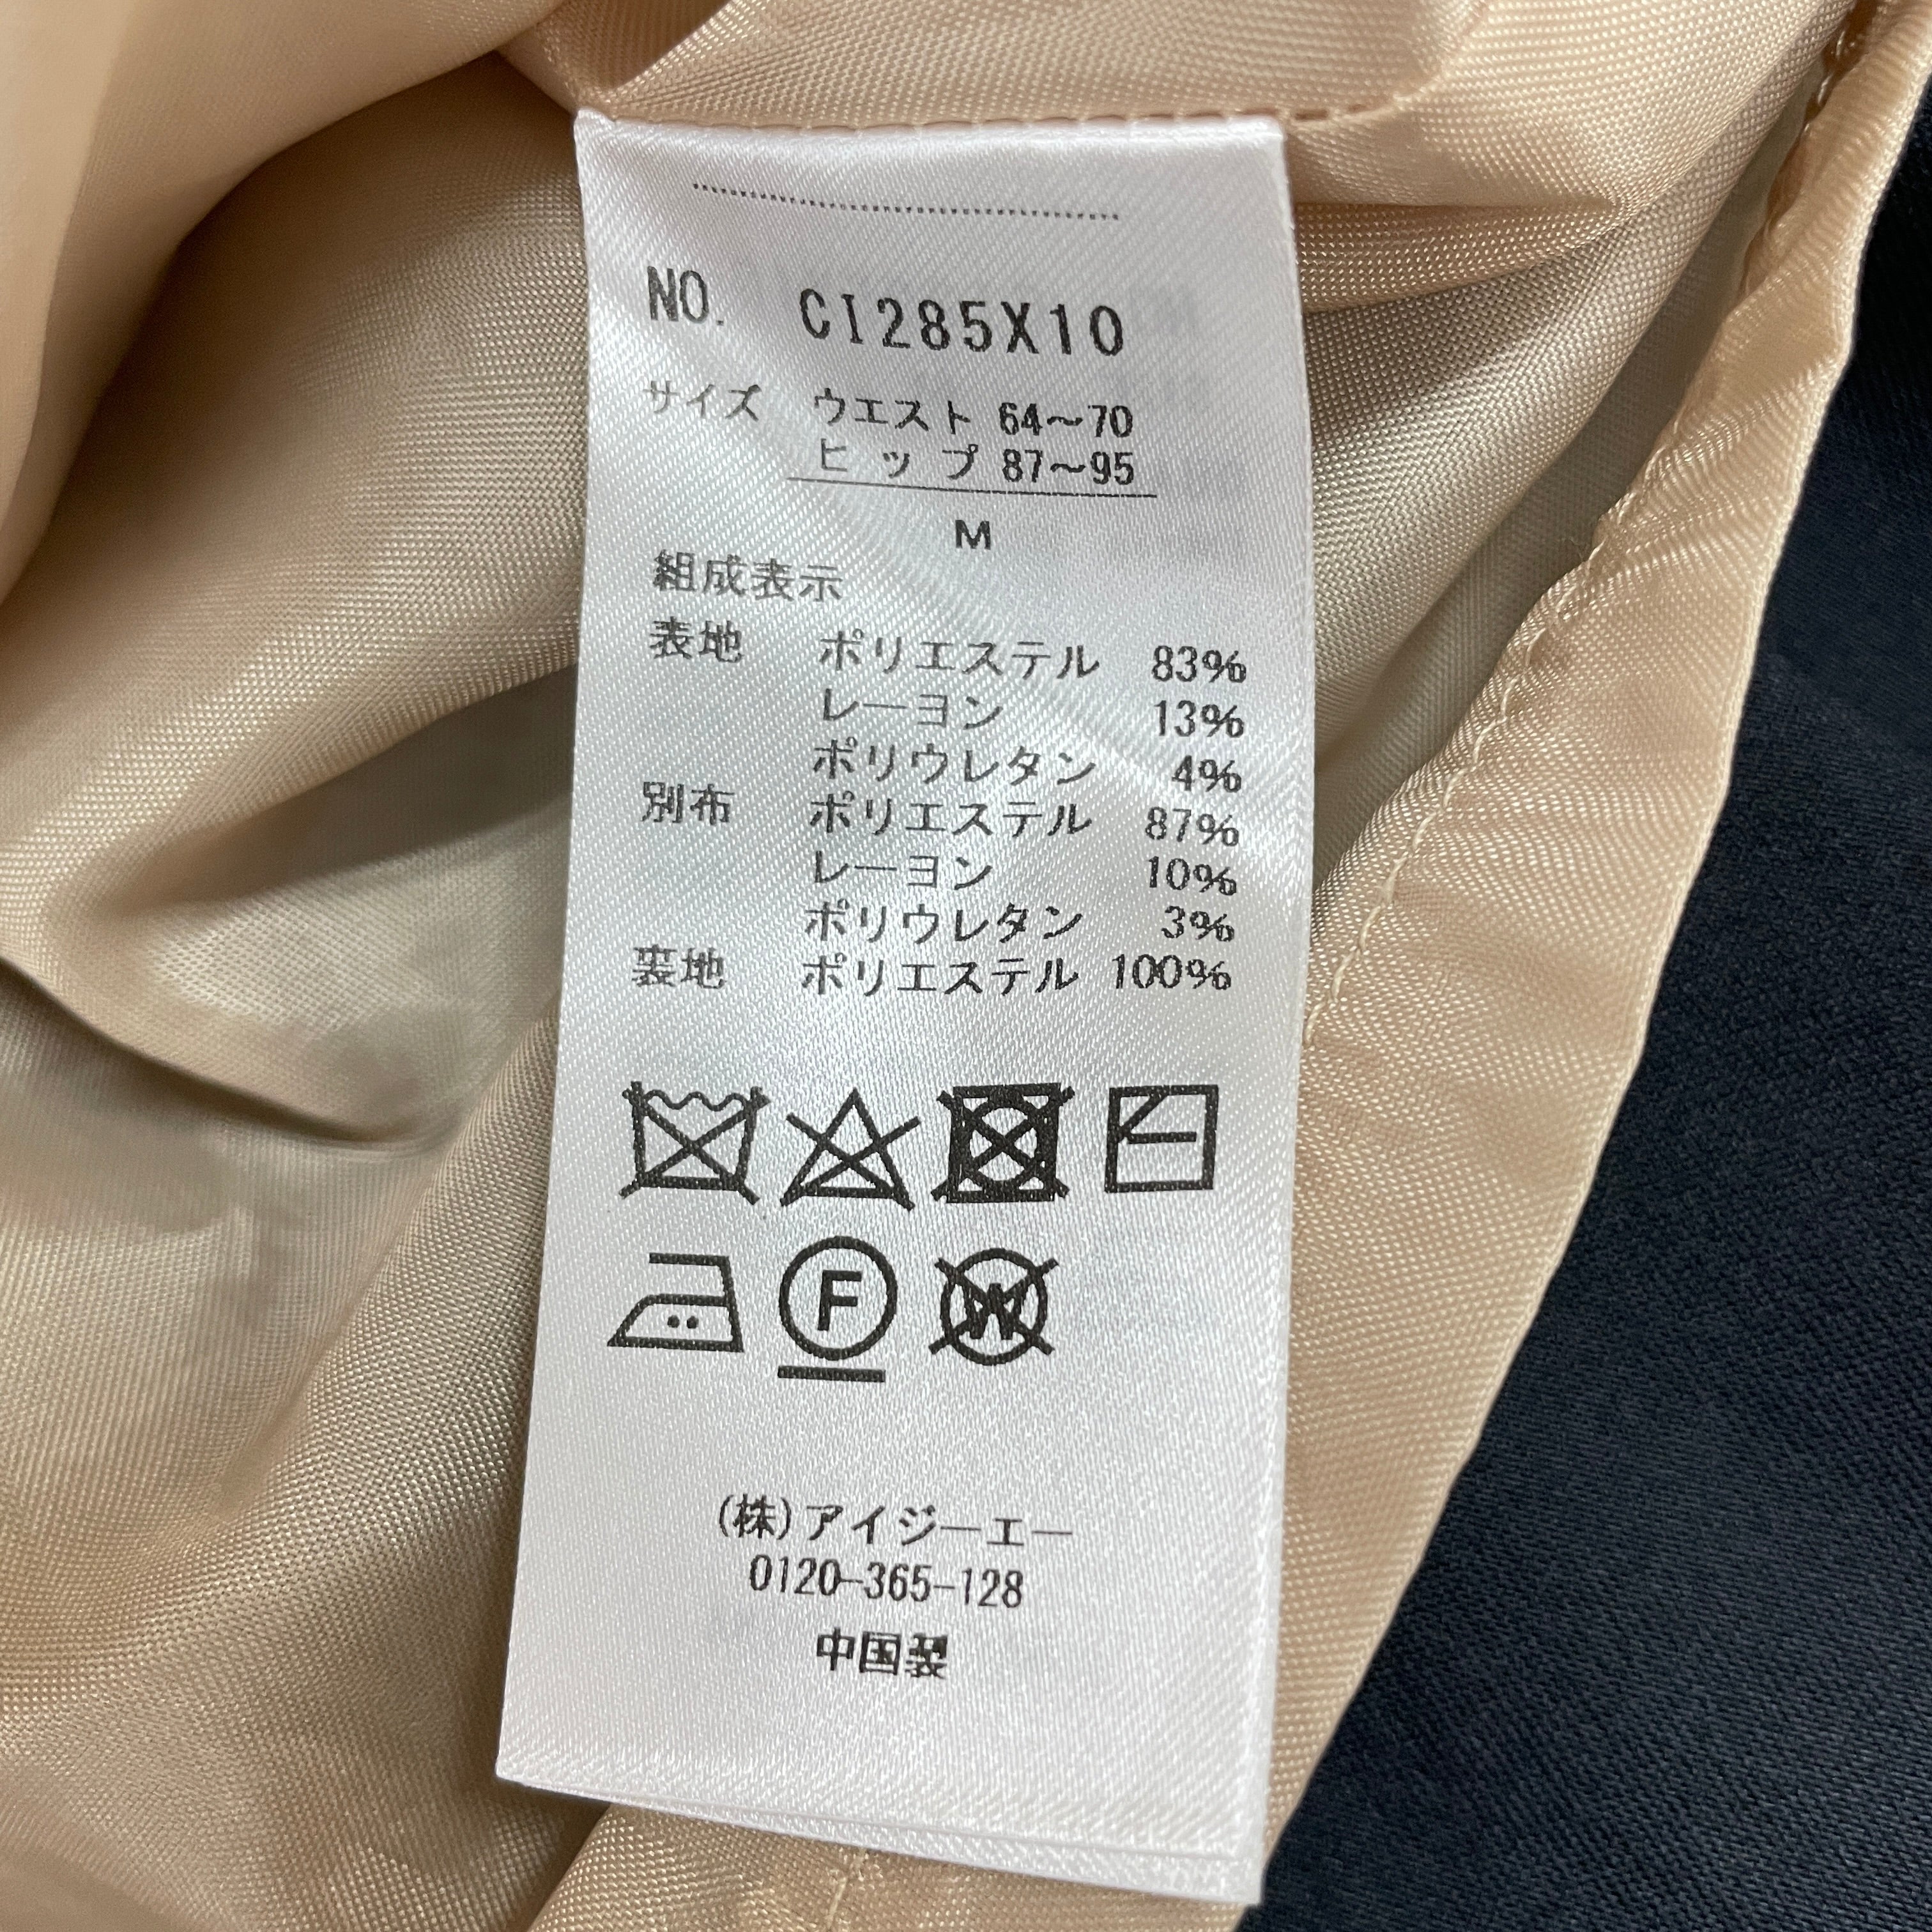 NO. CI285X10
サイズ ウエスト 64〜70
ヒップ 87〜95
M
組成表示
表地 ポリエステル 83%
レーヨン 13%
ポリウレタン 4%
別布 ポリエステル 87%
レーヨン 10%
ポリウレタン 3%
裏地 ポリエステル 100%
F W
(株)アイジーエー
0120-365-128
中国製